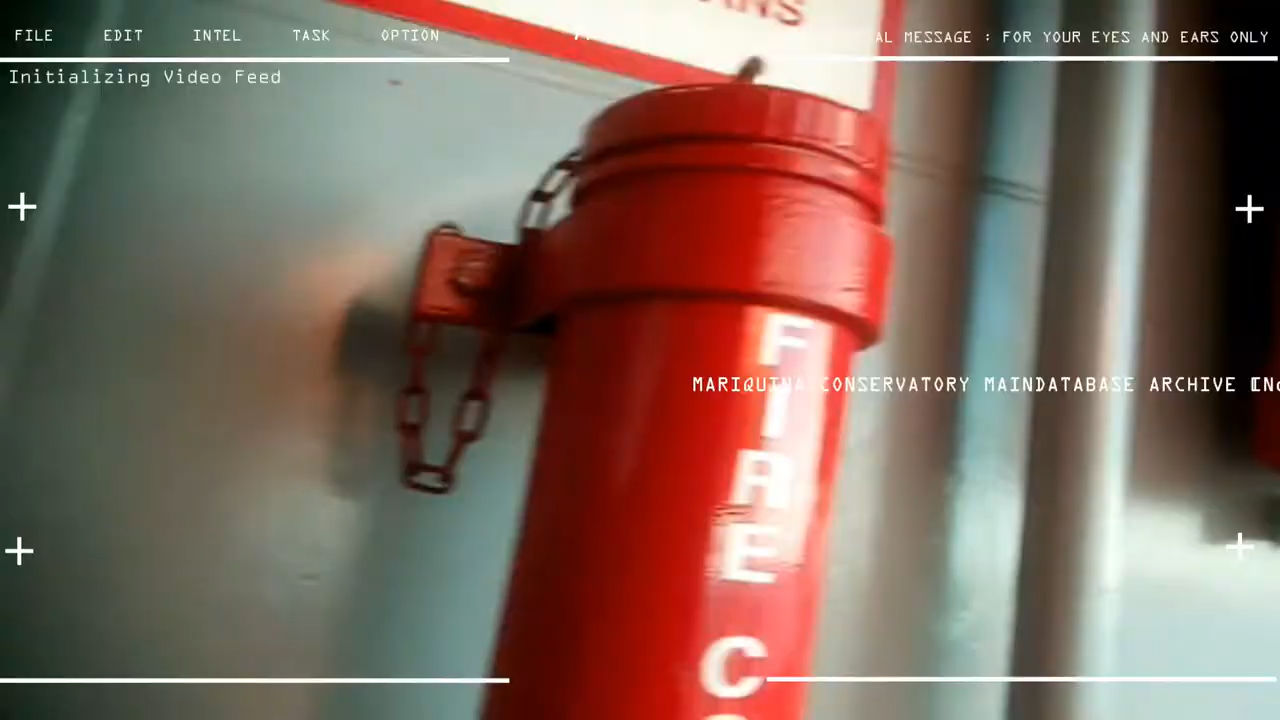 FILE EDIT INTEL TASK OPTION
AL MESSAGE : FOR YOUR EYES AND EARS ONLY
Initializing Video Feed
MARIQUINA CONSERVATORY MAINDATABASE ARCHIVE
FIRE